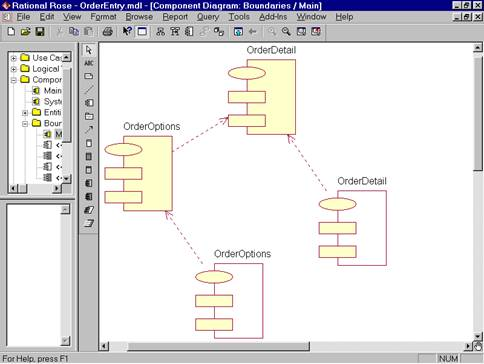 Rational Rose - OrderEntry.mdl - [Component Diagram: Boundaries / Main]
File Edit View Format Browse Report Query Tools Add-Ins Window Help
ABC
Use Cas
Logical
Compo
Main
Syste
Entiti
Boun
M
OrderDetail
OrderOptions
OrderDetail
OrderOptions
For Help, press F1
NUM